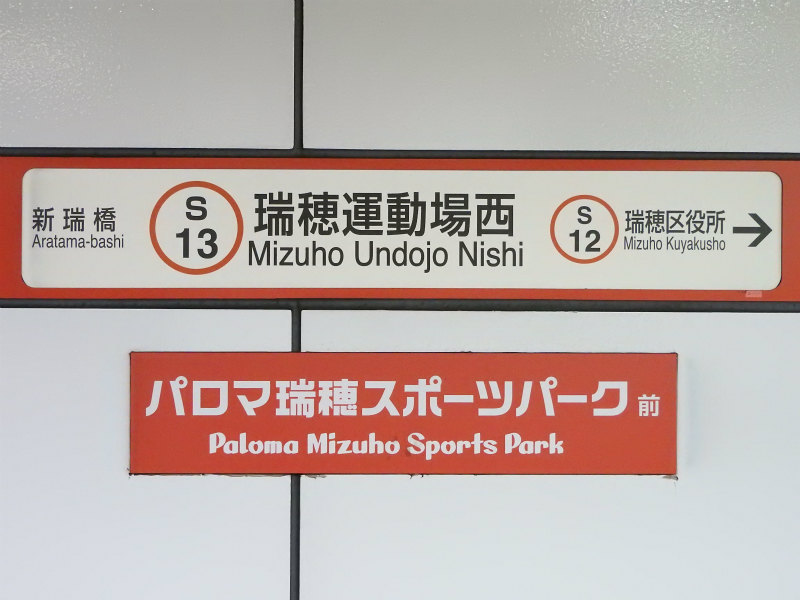 新瑞橋
Aratama-bashi
S
13
瑞穂運動場西
Mizuho Undojo Nishi
S
12
瑞穂区役所
Mizuho Kuyakusho
→
パロマ瑞穂スポーツパーク前
Paloma Mizuho Sports Park